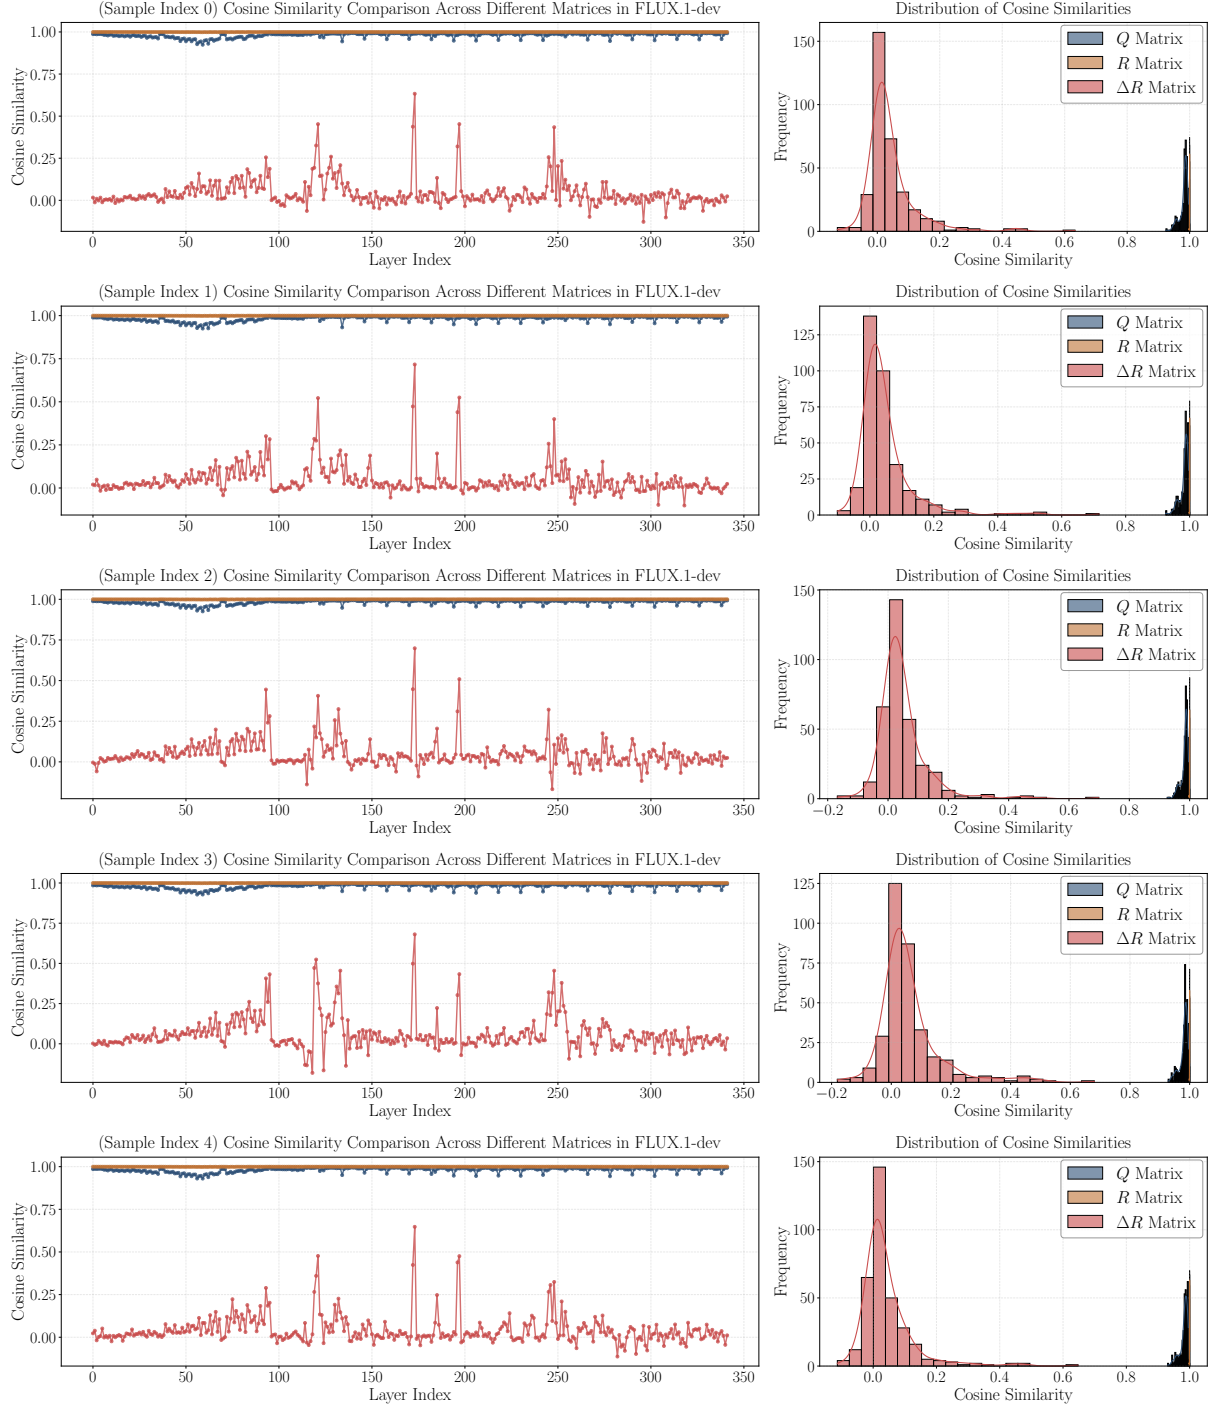 (Sample Index 0) Cosine Similarity Comparison Across Different Matrices in FLUX.1-dev
Cosine Similarity
1.00
0.75
0.50
0.25
0.00
0 50 100 150 200 250 300 350
Layer Index
Distribution of Cosine Similarities
Frequency
150
100
50
0
Q Matrix
R Matrix
ΔR Matrix
0.0 0.2 0.4 0.6 0.8 1.0
Cosine Similarity
(Sample Index 1) Cosine Similarity Comparison Across Different Matrices in FLUX.1-dev
Cosine Similarity
1.00
0.75
0.50
0.25
0.00
0 50 100 150 200 250 300 350
Layer Index
Distribution of Cosine Similarities
Frequency
125
100
75
50
25
0
Q Matrix
R Matrix
ΔR Matrix
0.0 0.2 0.4 0.6 0.8 1.0
Cosine Similarity
(Sample Index 2) Cosine Similarity Comparison Across Different Matrices in FLUX.1-dev
Cosine Similarity
1.00
0.75
0.50
0.25
0.00
0 50 100 150 200 250 300 350
Layer Index
Distribution of Cosine Similarities
Frequency
150
100
50
0
Q Matrix
R Matrix
ΔR Matrix
−0.2 0.0 0.2 0.4 0.6 0.8 1.0
Cosine Similarity
(Sample Index 3) Cosine Similarity Comparison Across Different Matrices in FLUX.1-dev
Cosine Similarity
1.00
0.75
0.50
0.25
0.00
0 50 100 150 200 250 300 350
Layer Index
Distribution of Cosine Similarities
Frequency
125
100
75
50
25
0
Q Matrix
R Matrix
ΔR Matrix
−0.2 0.0 0.2 0.4 0.6 0.8 1.0
Cosine Similarity
(Sample Index 4) Cosine Similarity Comparison Across Different Matrices in FLUX.1-dev
Cosine Similarity
1.00
0.75
0.50
0.25
0.00
0 50 100 150 200 250 300 350
Layer Index
Distribution of Cosine Similarities
Frequency
150
100
50
0
Q Matrix
R Matrix
ΔR Matrix
0.0 0.2 0.4 0.6 0.8 1.0
Cosine Similarity